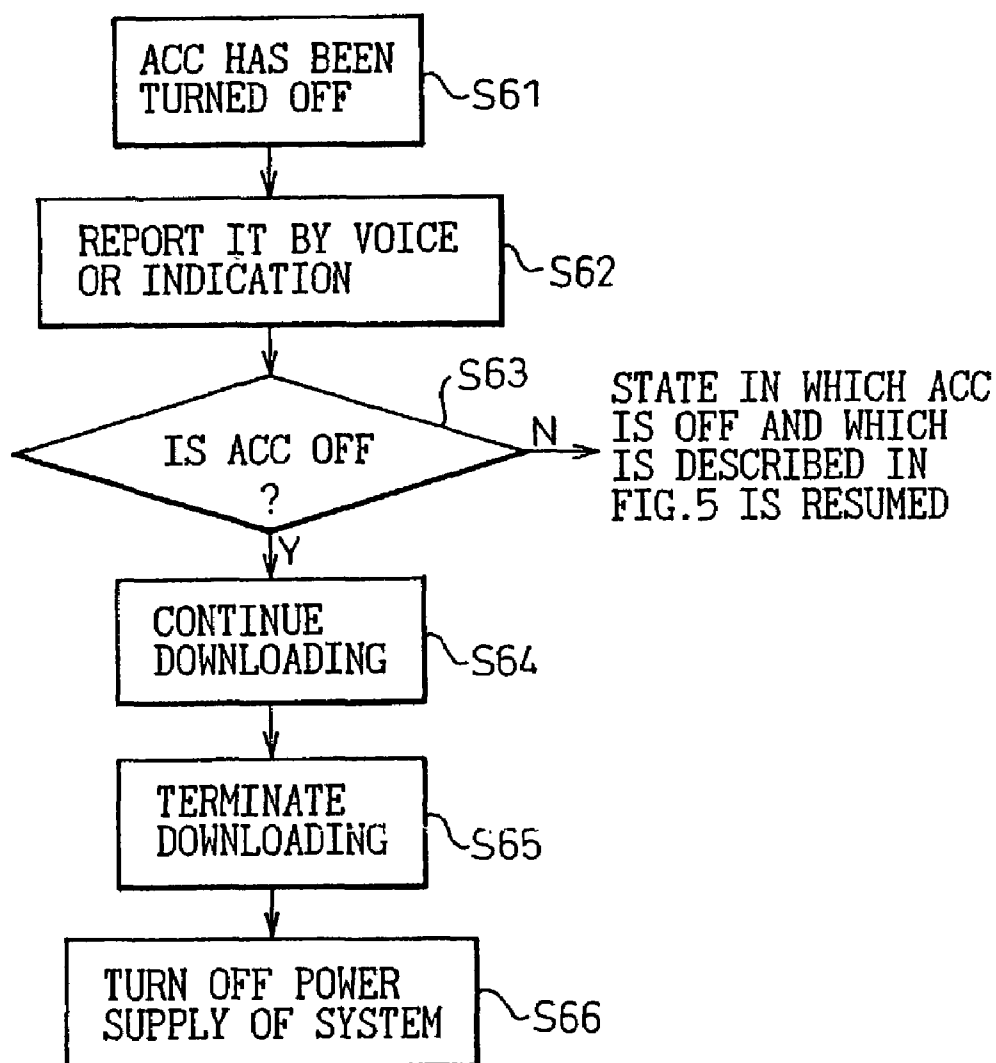 ACC HAS BEEN
TURNED OFF
S61
REPORT IT BY VOICE
OR INDICATION
S62
S63
IS ACC OFF
?
N
STATE IN WHICH ACC
IS OFF AND WHICH
IS DESCRIBED IN
FIG.5 IS RESUMED
Y
CONTINUE
DOWNLOADING
S64
TERMINATE
DOWNLOADING
S65
TURN OFF POWER
SUPPLY OF SYSTEM
S66